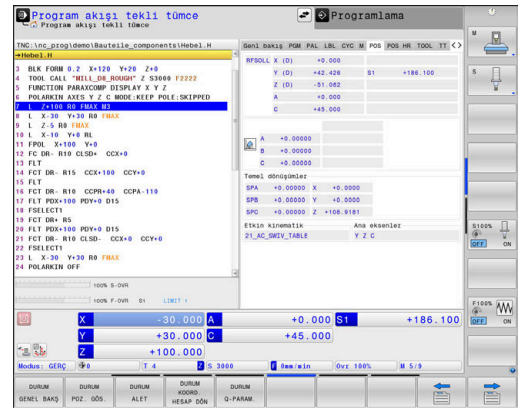 Program akışı tekli tümce
Program akışı tekli tümce
Programlama
TNC:\nc_prog\demo\Bauteile_components\Hebel.H
→Hebel.H
3 BLK FORM 0.2 X+120 Y+20 Z+0
4 TOOL CALL "MILL_D8_ROUGH" Z S3000 F2222
5 FUNCTION PARAXCOMP DISPLAY X Y Z
6 POLARKIN AXES Y Z C MODE:KEEP POLE:SKIPPED
7 L Z+100 R0 FMAX M3
8 L X-30 Y+30 R0 FMAX
9 L Z-5 R0 FMAX
10 L X-10 Y+0 RL
11 FPOL X+100 Y+0
12 FC DR- R10 CLSD+ CCX+0
13 FLT
14 FCT DR- R15 CCX+100 CCY+0
15 FLT
16 FCT DR- R10 CCPR+40 CCPA-110
17 FLT PDX+100 PDY+0 D15
18 FSELECT1
19 FCT DR+ R5
20 FLT PDX+100 PDY+0 D15
21 FCT DR- R10 CLSD- CCX+0 CCY+0
22 FSELECT1
23 L X-30 Y+30 R0 FMAX
24 POLARKIN OFF
100% S-OVR
100% F-OVR S1 LIMIT 1
Genl bakış PGM PAL LBL CYC M POS POS HR TOOL TT
RFSOLL X (D) +0.000
Y (D) +42.426 S1 +186.100
Z (D) -51.082
A +0.000
C +45.000
A +0.00000
B +0.00000
C +0.00000
Temel dönüşümler
SPA +0.00000 X +0.0000
SPB +0.00000 Y +0.0000
SPC +0.00000 Z +108.9181
Etkin kinematik Ana eksenler
21_AC_SWIV_TABLE Y Z C
X -30.000 A +0.000 S1 +186.100
Y +30.000 C +45.000
Z +100.000
Modus: GERÇ 0 T 4 Z S 3000 F 0mm/min Ovr 100% M 5/9
DURUM GENEL BAKŞ
DURUM POZ. GÖS.
DURUM ALET
DURUM KOORD. HESAP DÖN
DURUM Q-PARAM.
M
S
S100%
OFF ON
F100%
OFF ON